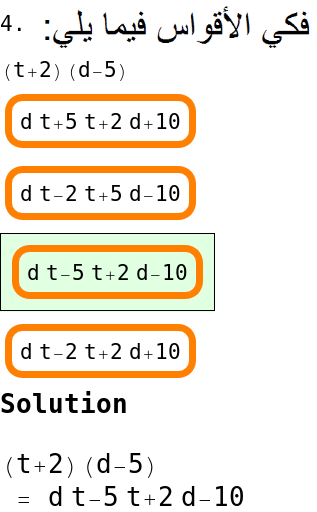 4. فكي الأقواس فيما يلي:
(t+2)(d−5)
d t+5 t+2 d+10
d t−2 t+5 d−10
d t−5 t+2 d−10
d t−2 t+2 d+10
Solution
(t+2)(d−5)
= d t−5 t+2 d−10